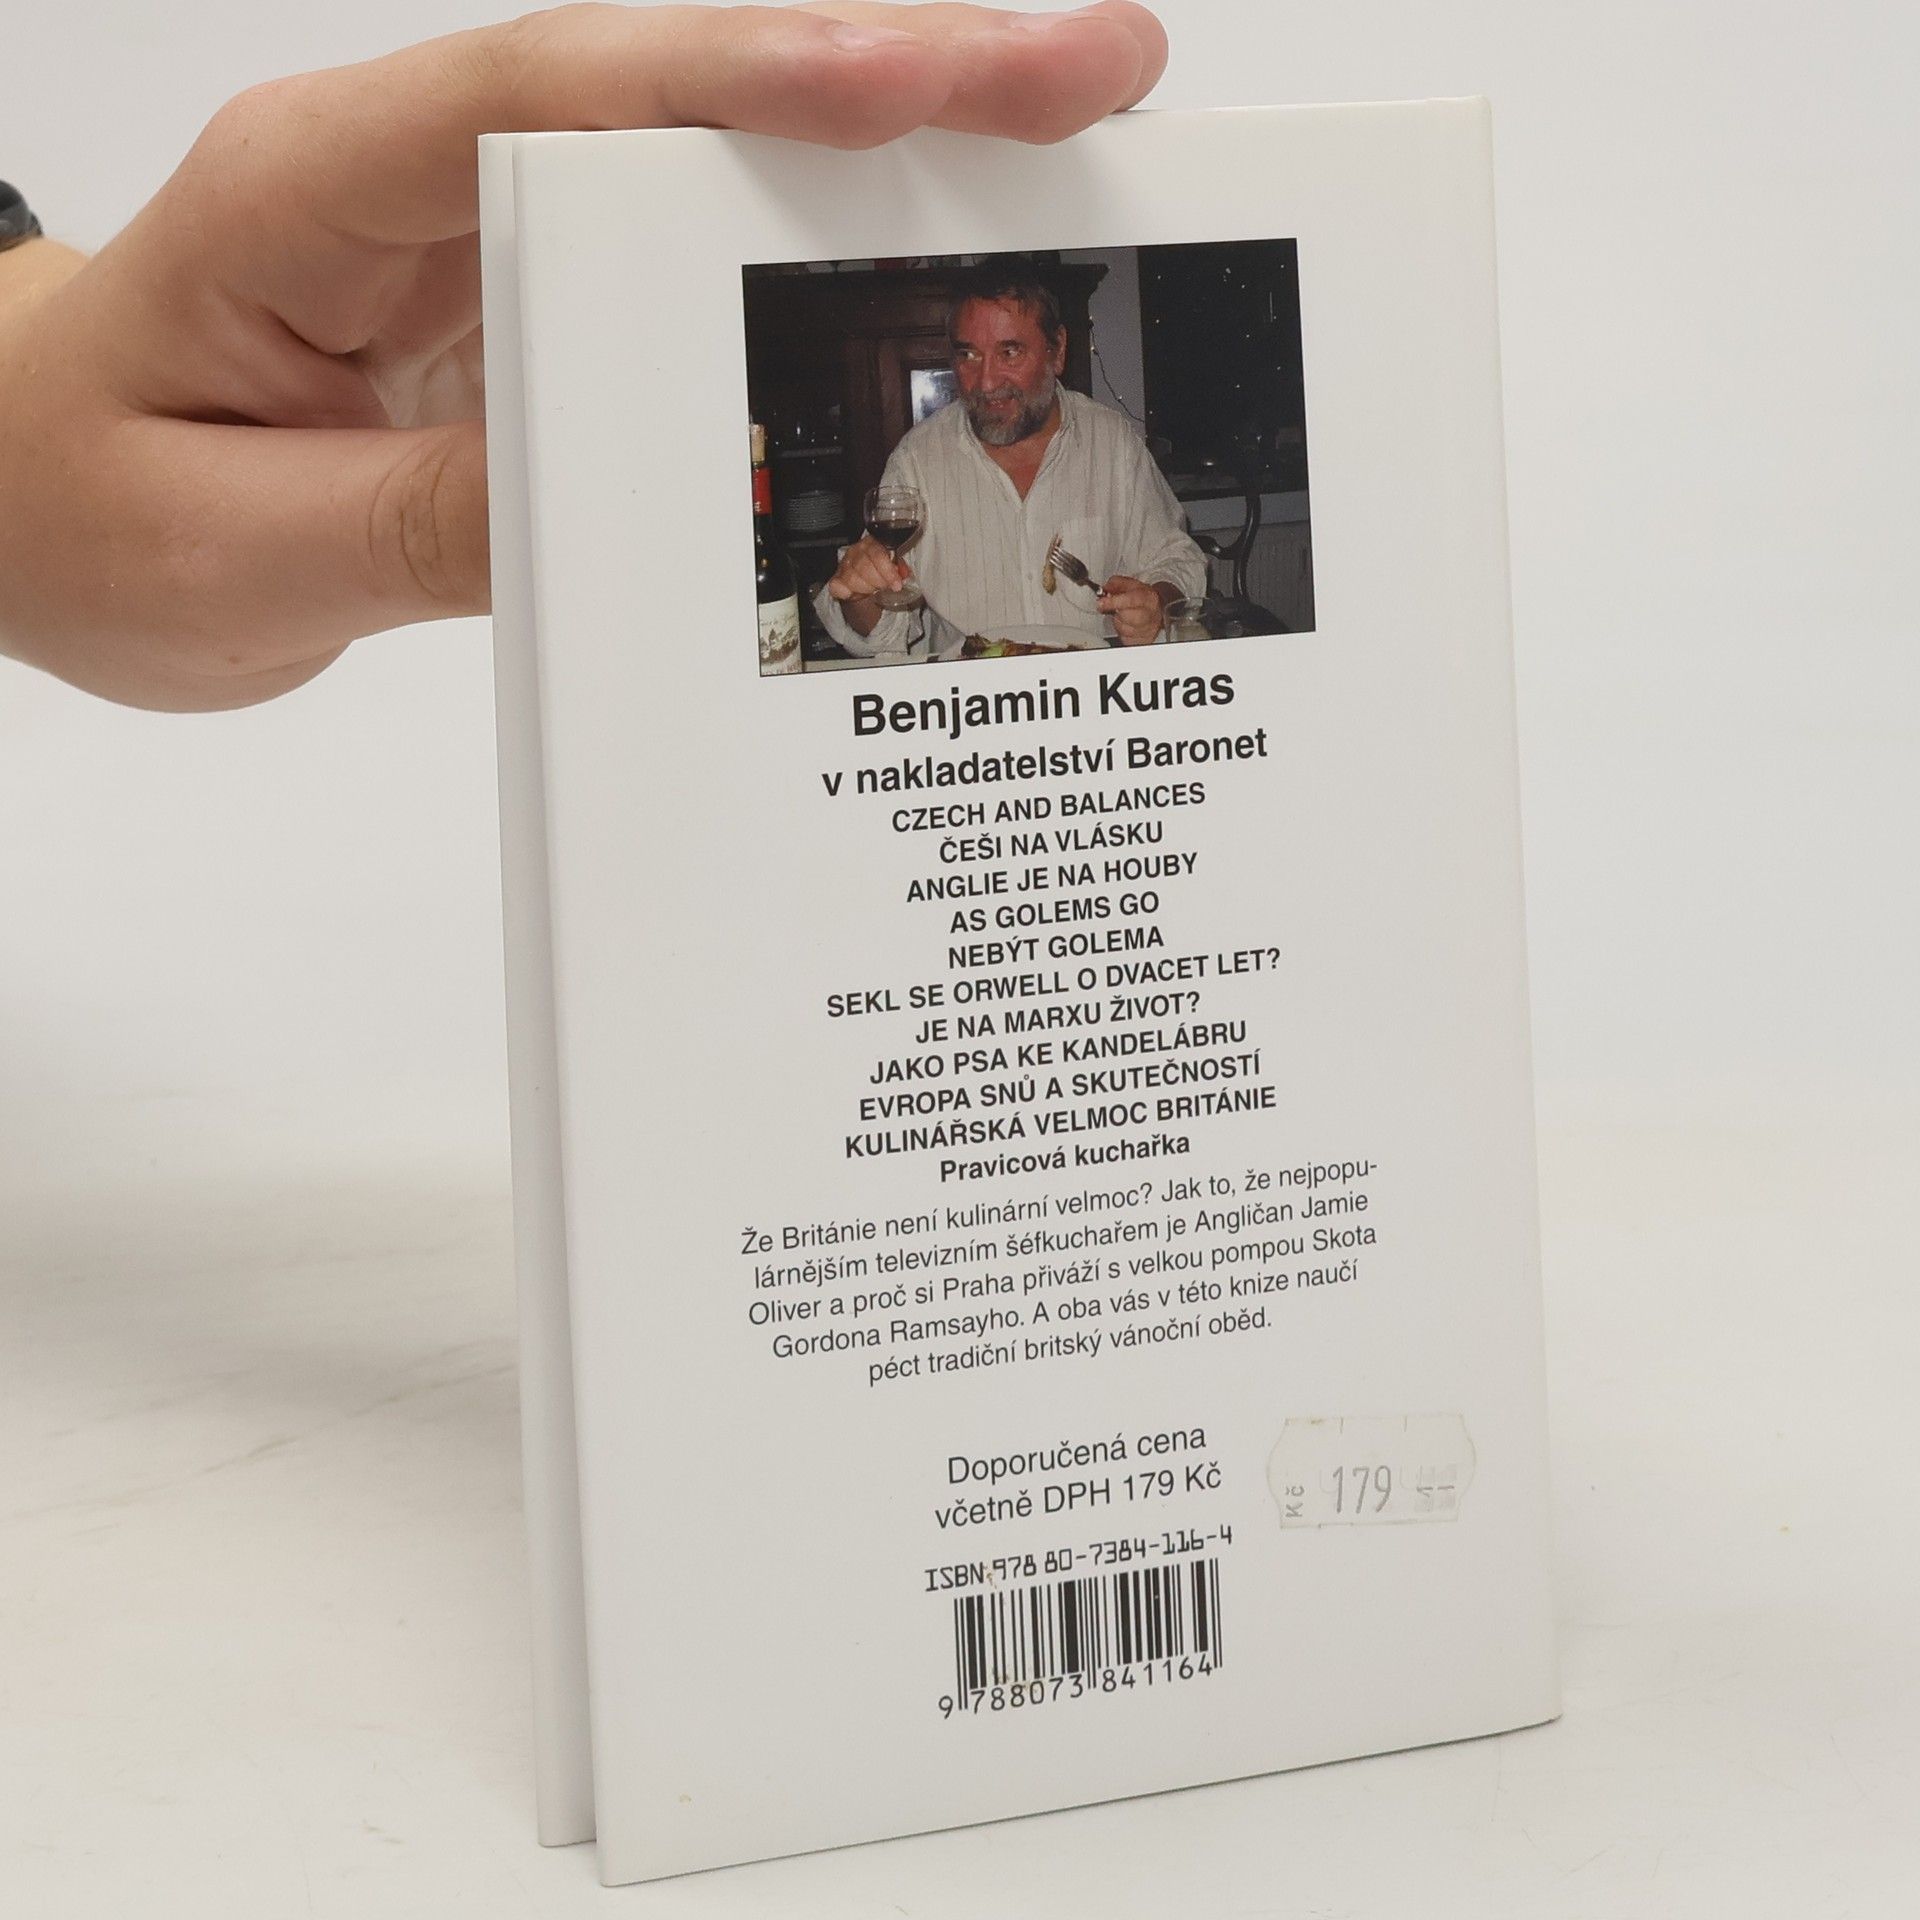 Benjamin Kuras
v nakladatelství Baronet
CZECH AND BALANCES
ČEŠI NA VLÁSKU
ANGLIE JE NA HOUBY
AS GOLEMS GO
NEBÝT GOLEMA
SEKL SE ORWELL O DVACET LET?
JE NA MARXU ŽIVOT?
JAKO PSA KE KANDELÁBRU
EVROPA SNŮ A SKUTEČNOSTÍ
KULINÁŘSKÁ VELMOC BRITÁNIE
Pravicová kuchařka
Že Británie není kulinární velmoc? Jak to, že nejpopu-
lárnějším televizním šéfkuchařem je Angličan Jamie
Oliver a proč si Praha přiváží s velkou pompou Skota
Gordona Ramsayho. A oba vás v této knize naučí
péct tradiční britský vánoční oběd.
Doporučená cena
včetně DPH 179 Kč
Kč 179
ISBN 978 80-7384-116-4
9 788073 841164